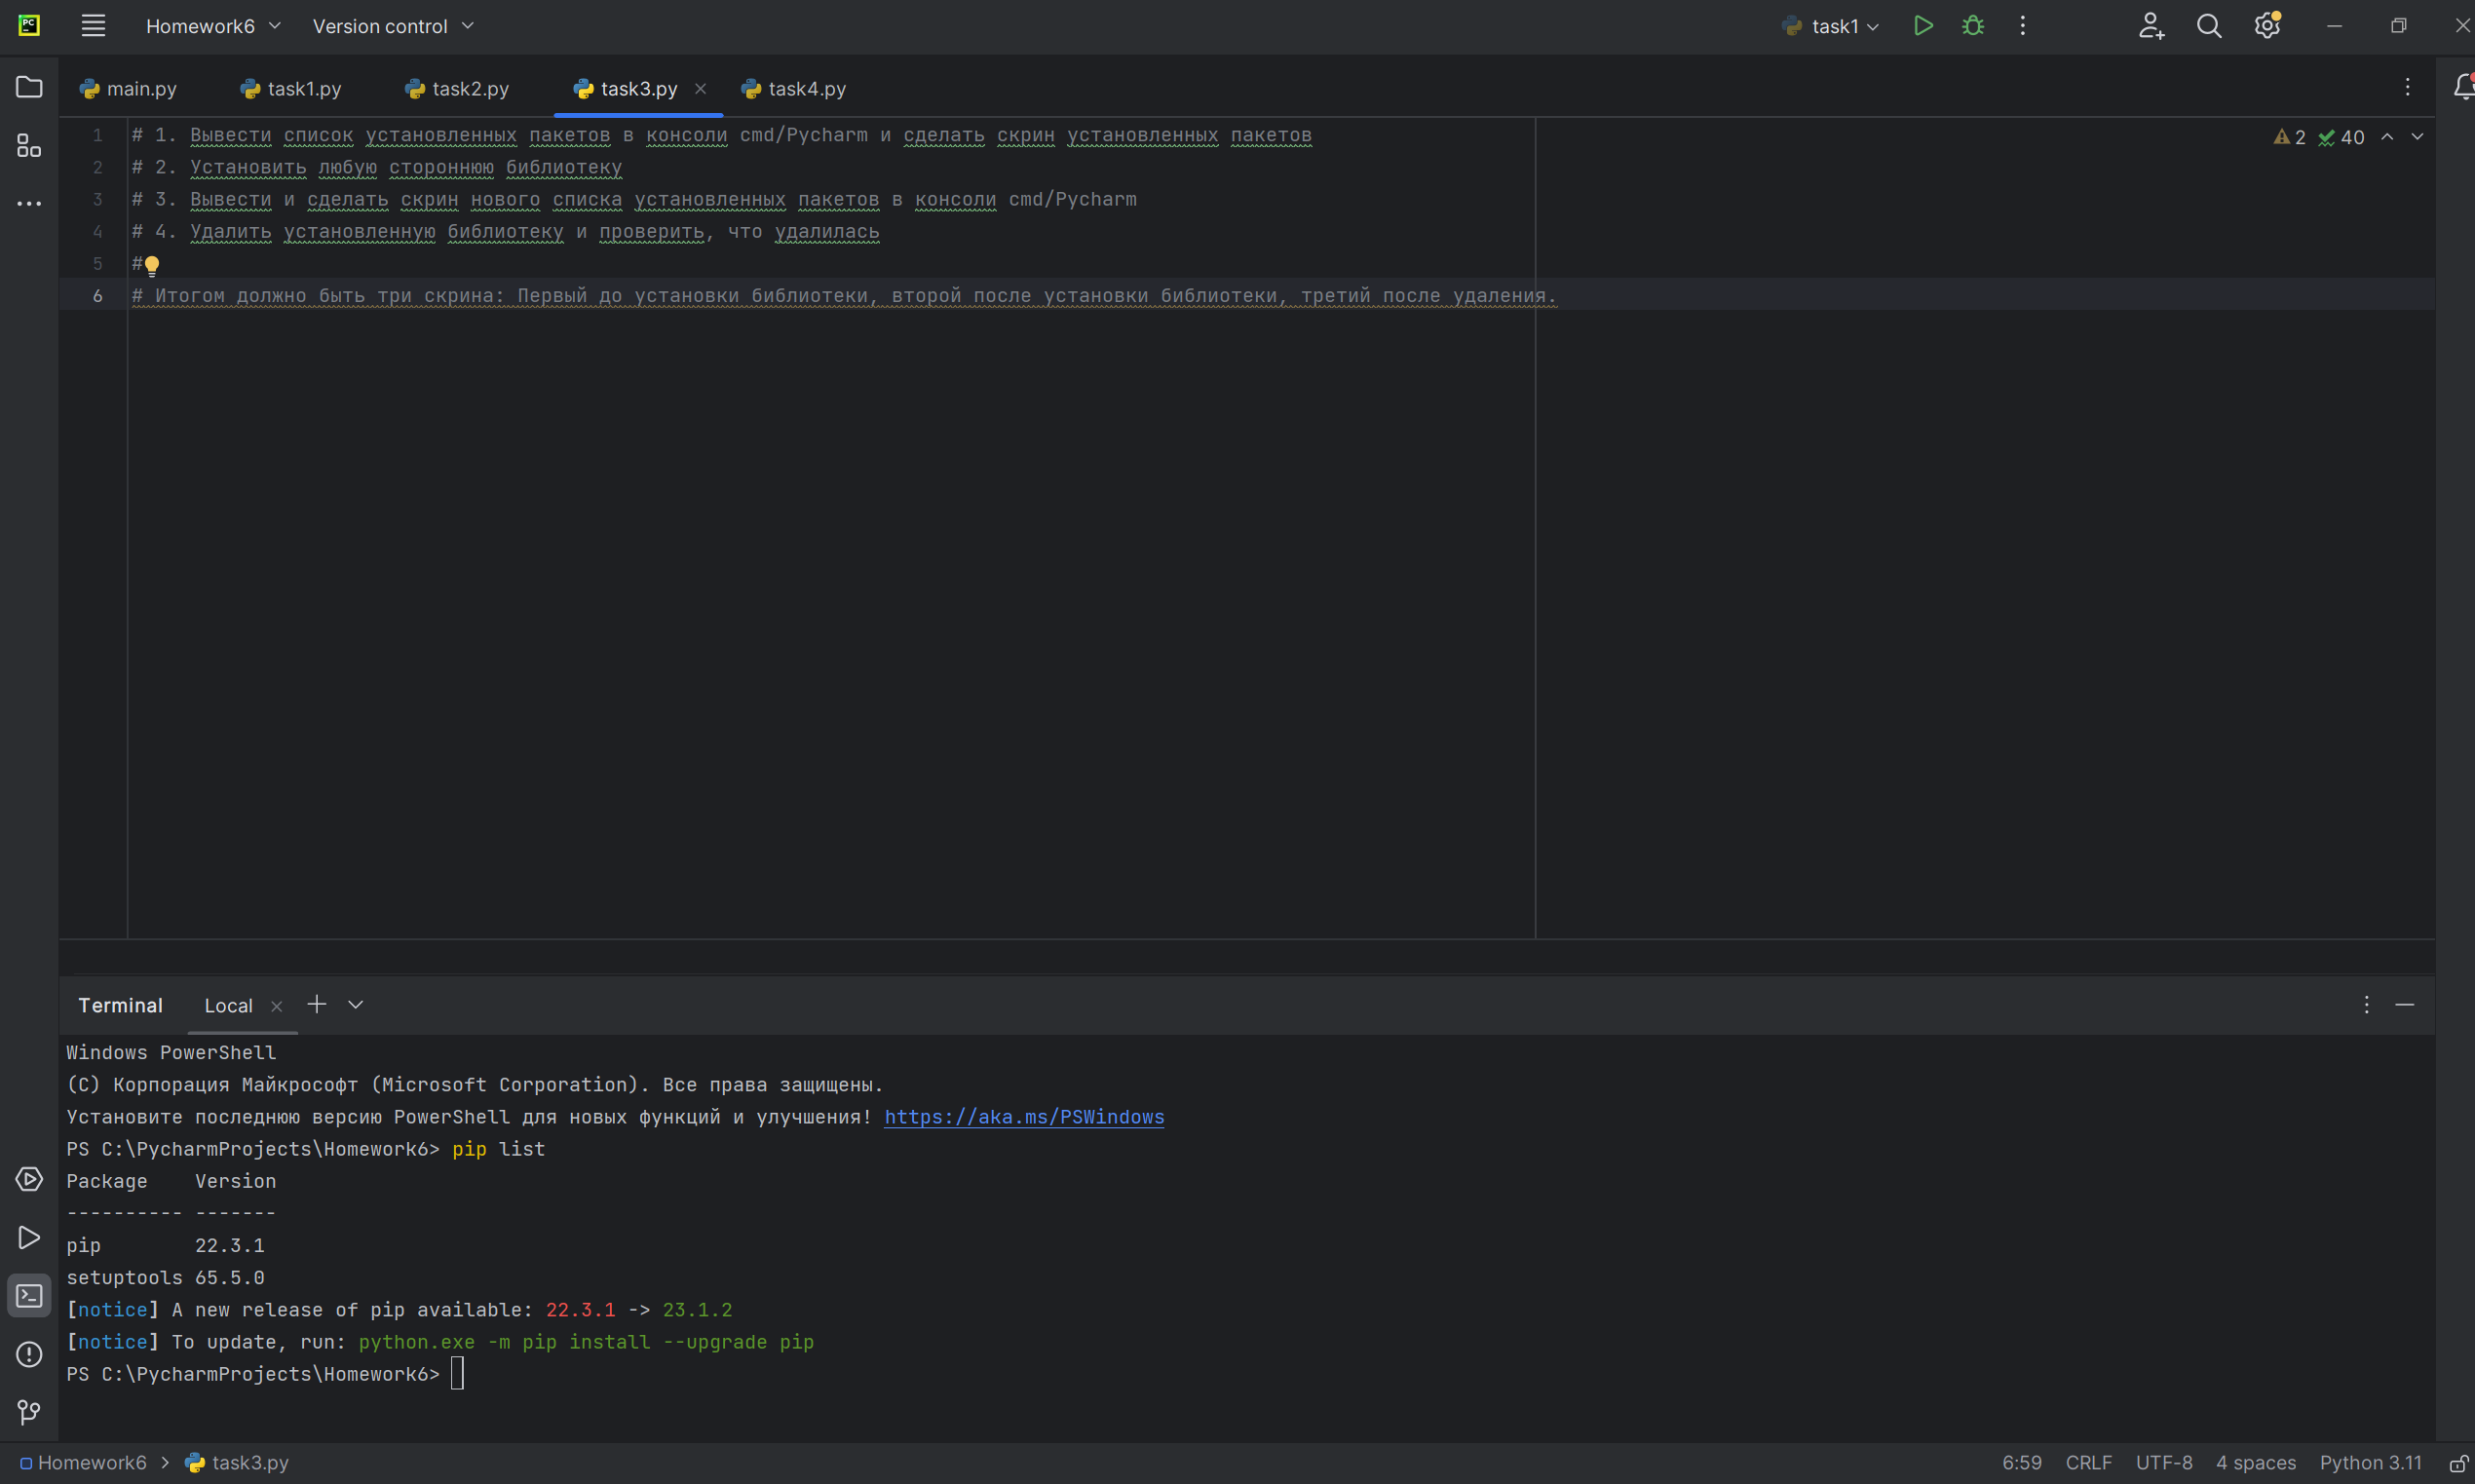 PC
Homework6 Version control task1
main.py task1.py task2.py task3.py task4.py
1 # 1. Вывести список установленных пакетов в консоли cmd/Pycharm и сделать скрин установленных пакетов
2 40
2 # 2. Установить любую стороннюю библиотеку
3 # 3. Вывести и сделать скрин нового списка установленных пакетов в консоли cmd/Pycharm
4 # 4. Удалить установленную библиотеку и проверить, что удалилась
5 #
6 # Итогом должно быть три скрина: Первый до установки библиотеки, второй после установки библиотеки, третий после удаления.
Terminal Local
Windows PowerShell
(C) Корпорация Майкрософт (Microsoft Corporation). Все права защищены.
Установите последнюю версию PowerShell для новых функций и улучшения! https://aka.ms/PSWindows
PS C:\PycharmProjects\Homework6> pip list
Package    Version
---------- -------
pip        22.3.1
setuptools 65.5.0
[notice] A new release of pip available: 22.3.1 -> 23.1.2
[notice] To update, run: python.exe -m pip install --upgrade pip
PS C:\PycharmProjects\Homework6>
Homework6 > task3.py 6:59 CRLF UTF-8 4 spaces Python 3.11